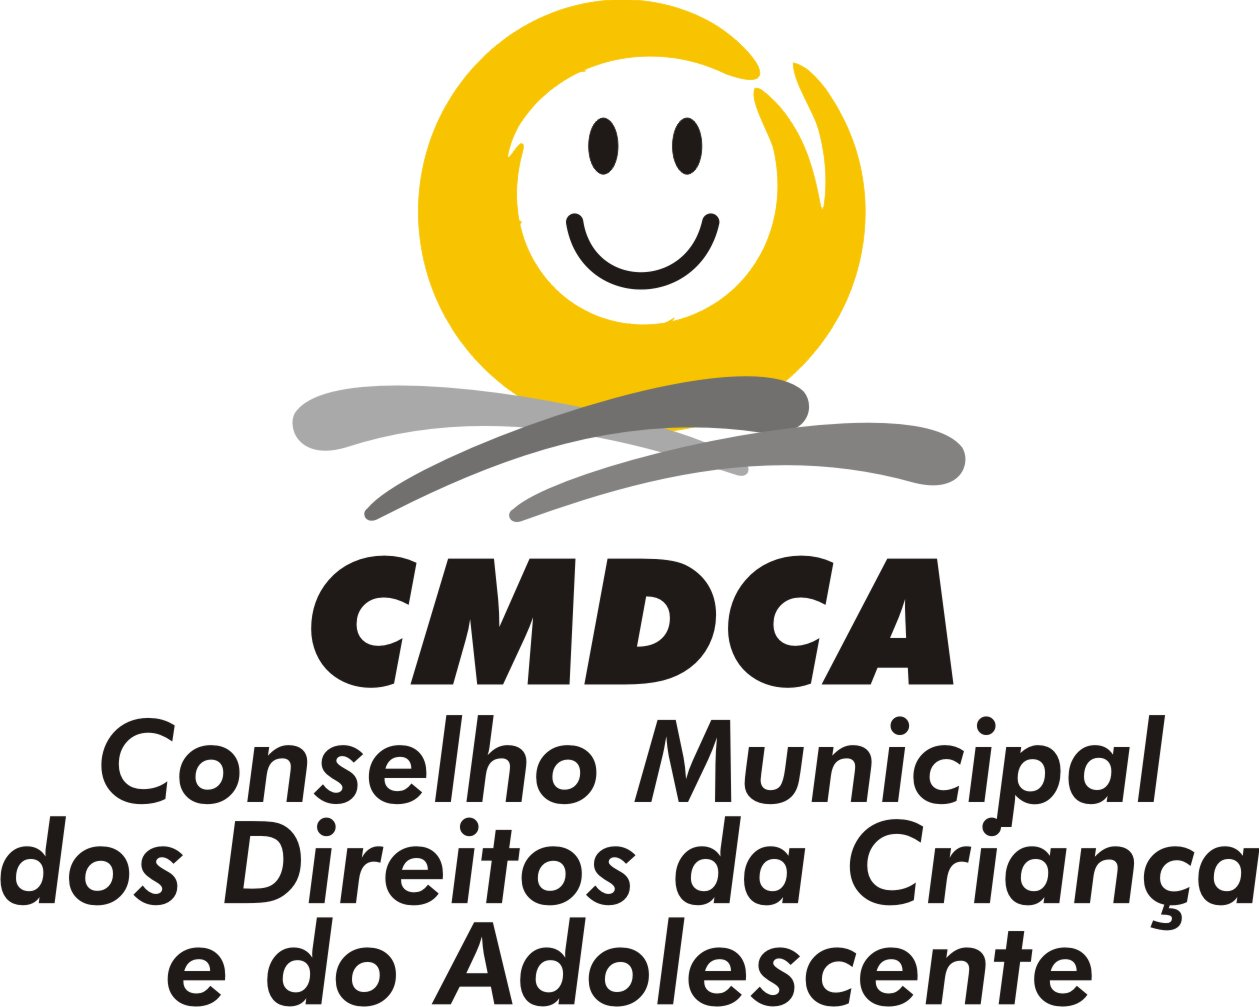 CMDCA
Conselho Municipal
dos Direitos da Criança
e do Adolescente